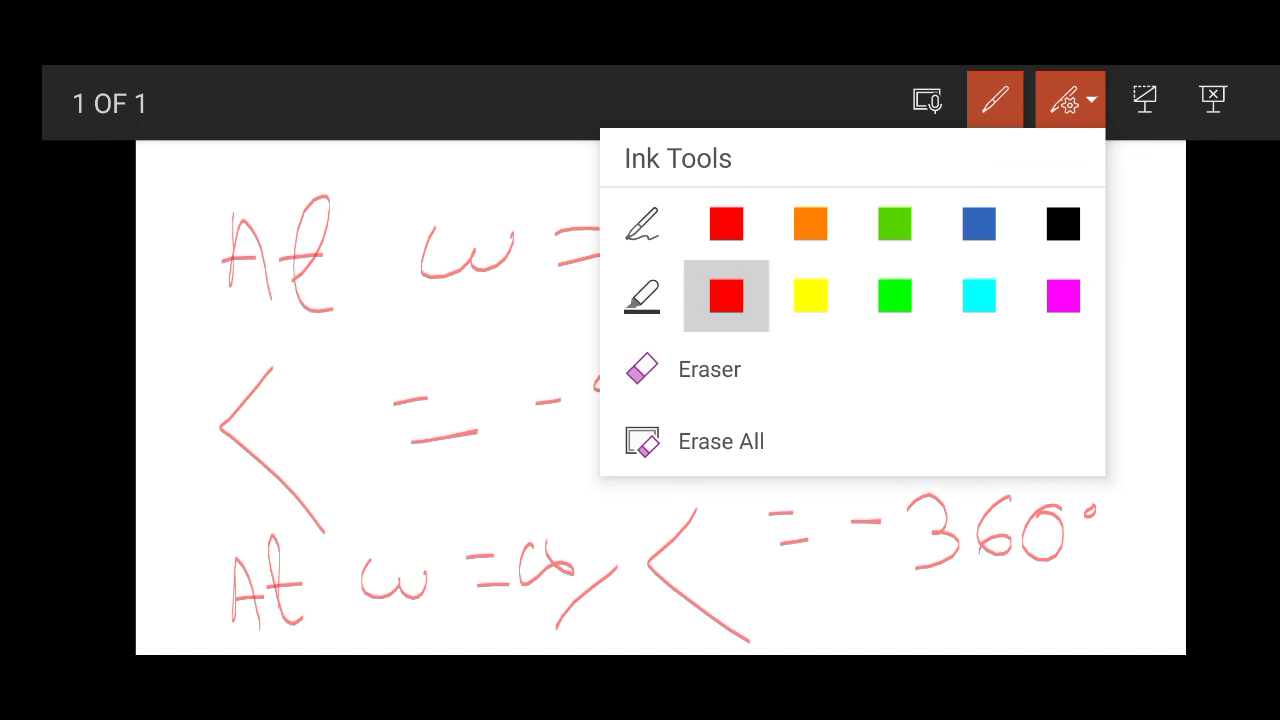 1 OF 1
Ink Tools
At ω =
Eraser
< = -
Erase All
At ω = ∞, < = - 360°